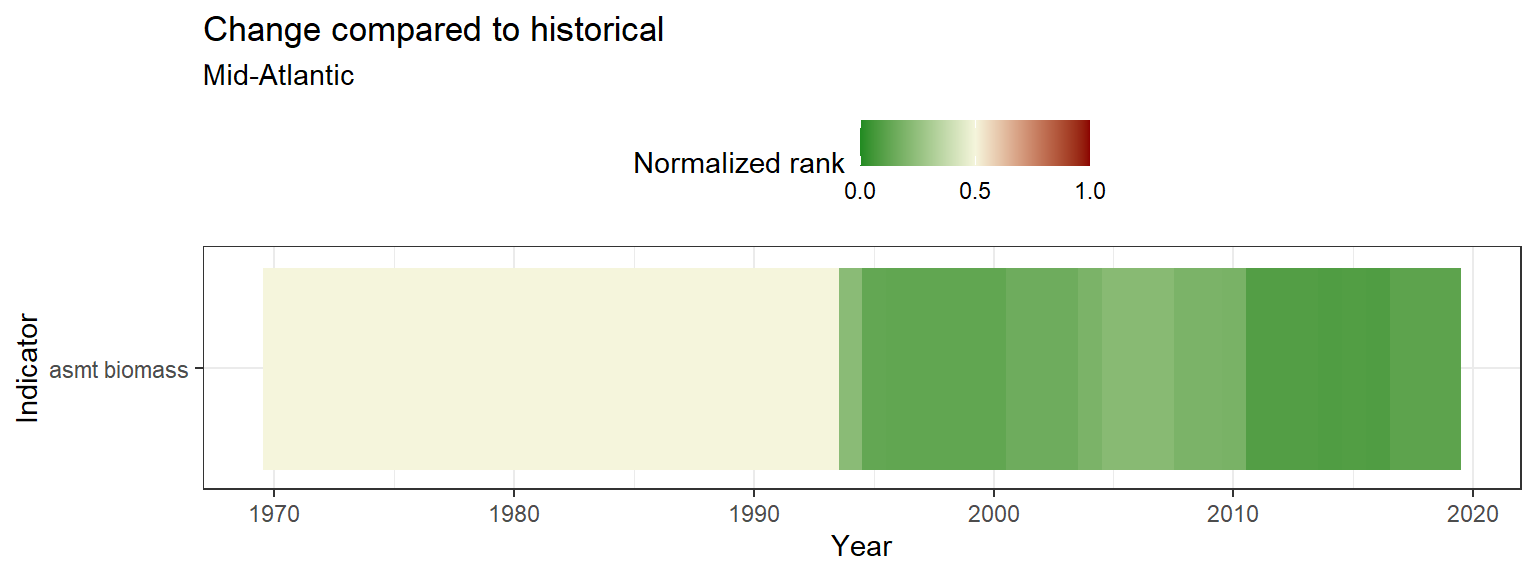 Change compared to historical
Mid-Atlantic
Normalized rank
0.0 0.5 1.0
Indicator
asmt biomass
1970 1980 1990 2000 2010 2020
Year